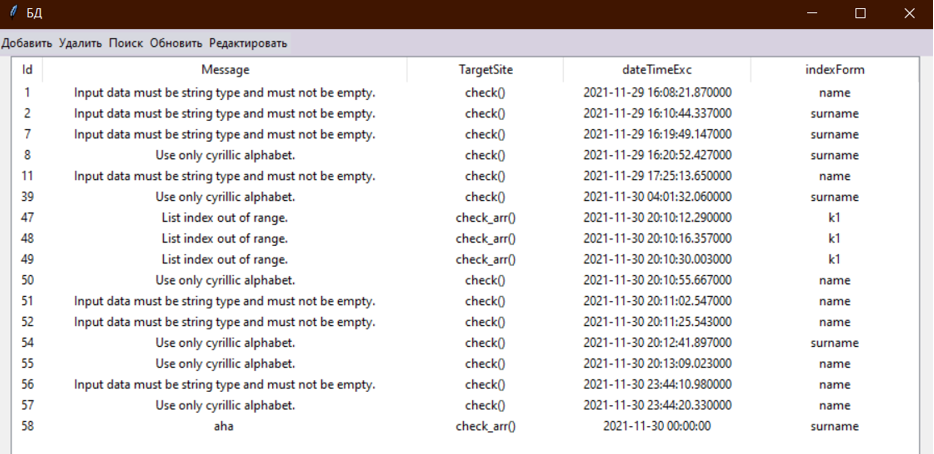 БД
Добавить Удалить Поиск Обновить Редактировать
Id Message TargetSite dateTimeExc indexForm
1 Input data must be string type and must not be empty. check() 2021-11-29 16:08:21.870000 name
2 Input data must be string type and must not be empty. check() 2021-11-29 16:10:44.337000 surname
7 Input data must be string type and must not be empty. check() 2021-11-29 16:19:49.147000 surname
8 Use only cyrillic alphabet. check() 2021-11-29 16:20:52.427000 surname
11 Input data must be string type and must not be empty. check() 2021-11-29 17:25:13.650000 name
39 Use only cyrillic alphabet. check() 2021-11-30 04:01:32.060000 surname
47 List index out of range. check_arr() 2021-11-30 20:10:12.290000 k1
48 List index out of range. check_arr() 2021-11-30 20:10:16.357000 k1
49 List index out of range. check_arr() 2021-11-30 20:10:30.003000 k1
50 Use only cyrillic alphabet. check() 2021-11-30 20:10:55.667000 name
51 Input data must be string type and must not be empty. check() 2021-11-30 20:11:02.547000 name
52 Input data must be string type and must not be empty. check() 2021-11-30 20:11:25.543000 name
54 Use only cyrillic alphabet. check() 2021-11-30 20:12:41.897000 surname
55 Use only cyrillic alphabet. check() 2021-11-30 20:13:09.023000 name
56 Input data must be string type and must not be empty. check() 2021-11-30 23:44:10.980000 name
57 Use only cyrillic alphabet. check() 2021-11-30 23:44:20.330000 name
58 aha check_arr() 2021-11-30 00:00:00 surname